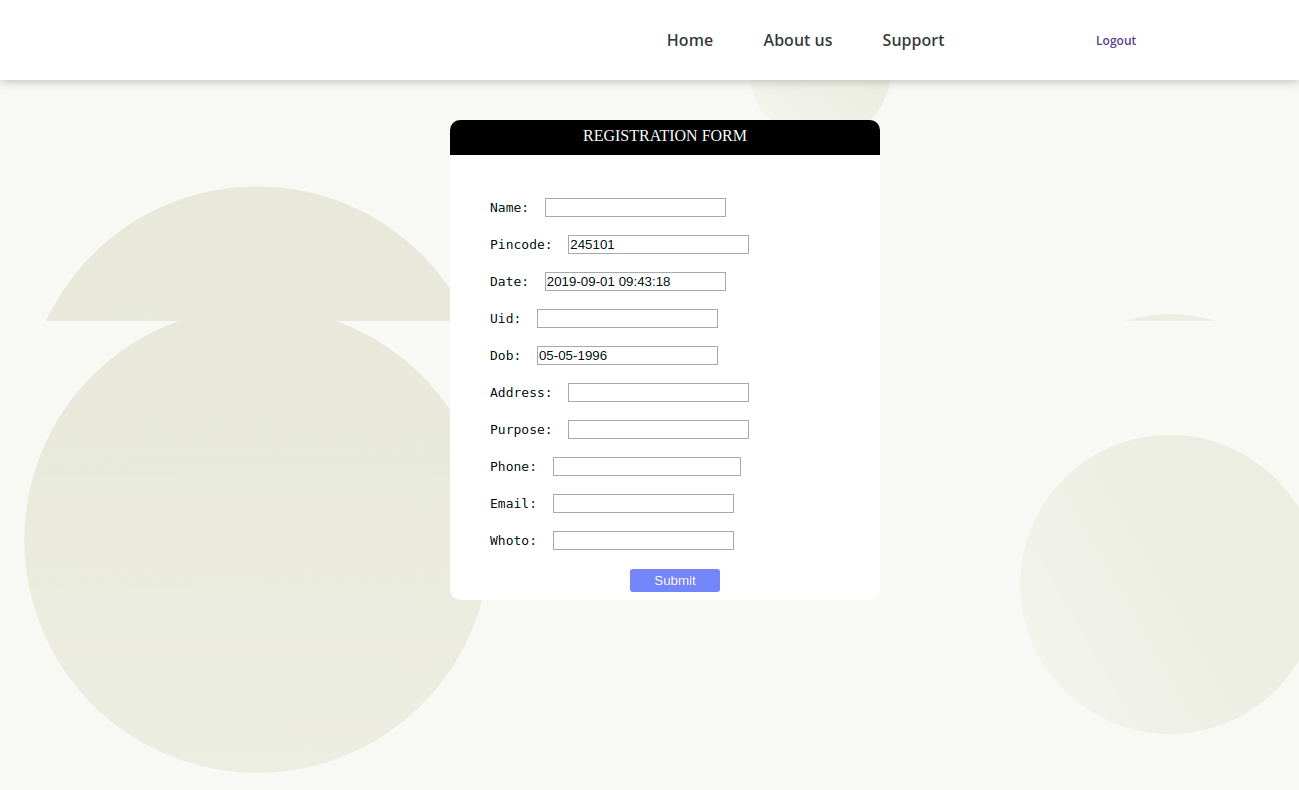 Home About us Support Logout
REGISTRATION FORM
Name:
Pincode: 245101
Date: 2019-09-01 09:43:18
Uid:
Dob: 05-05-1996
Address:
Purpose:
Phone:
Email:
Whoto:
Submit